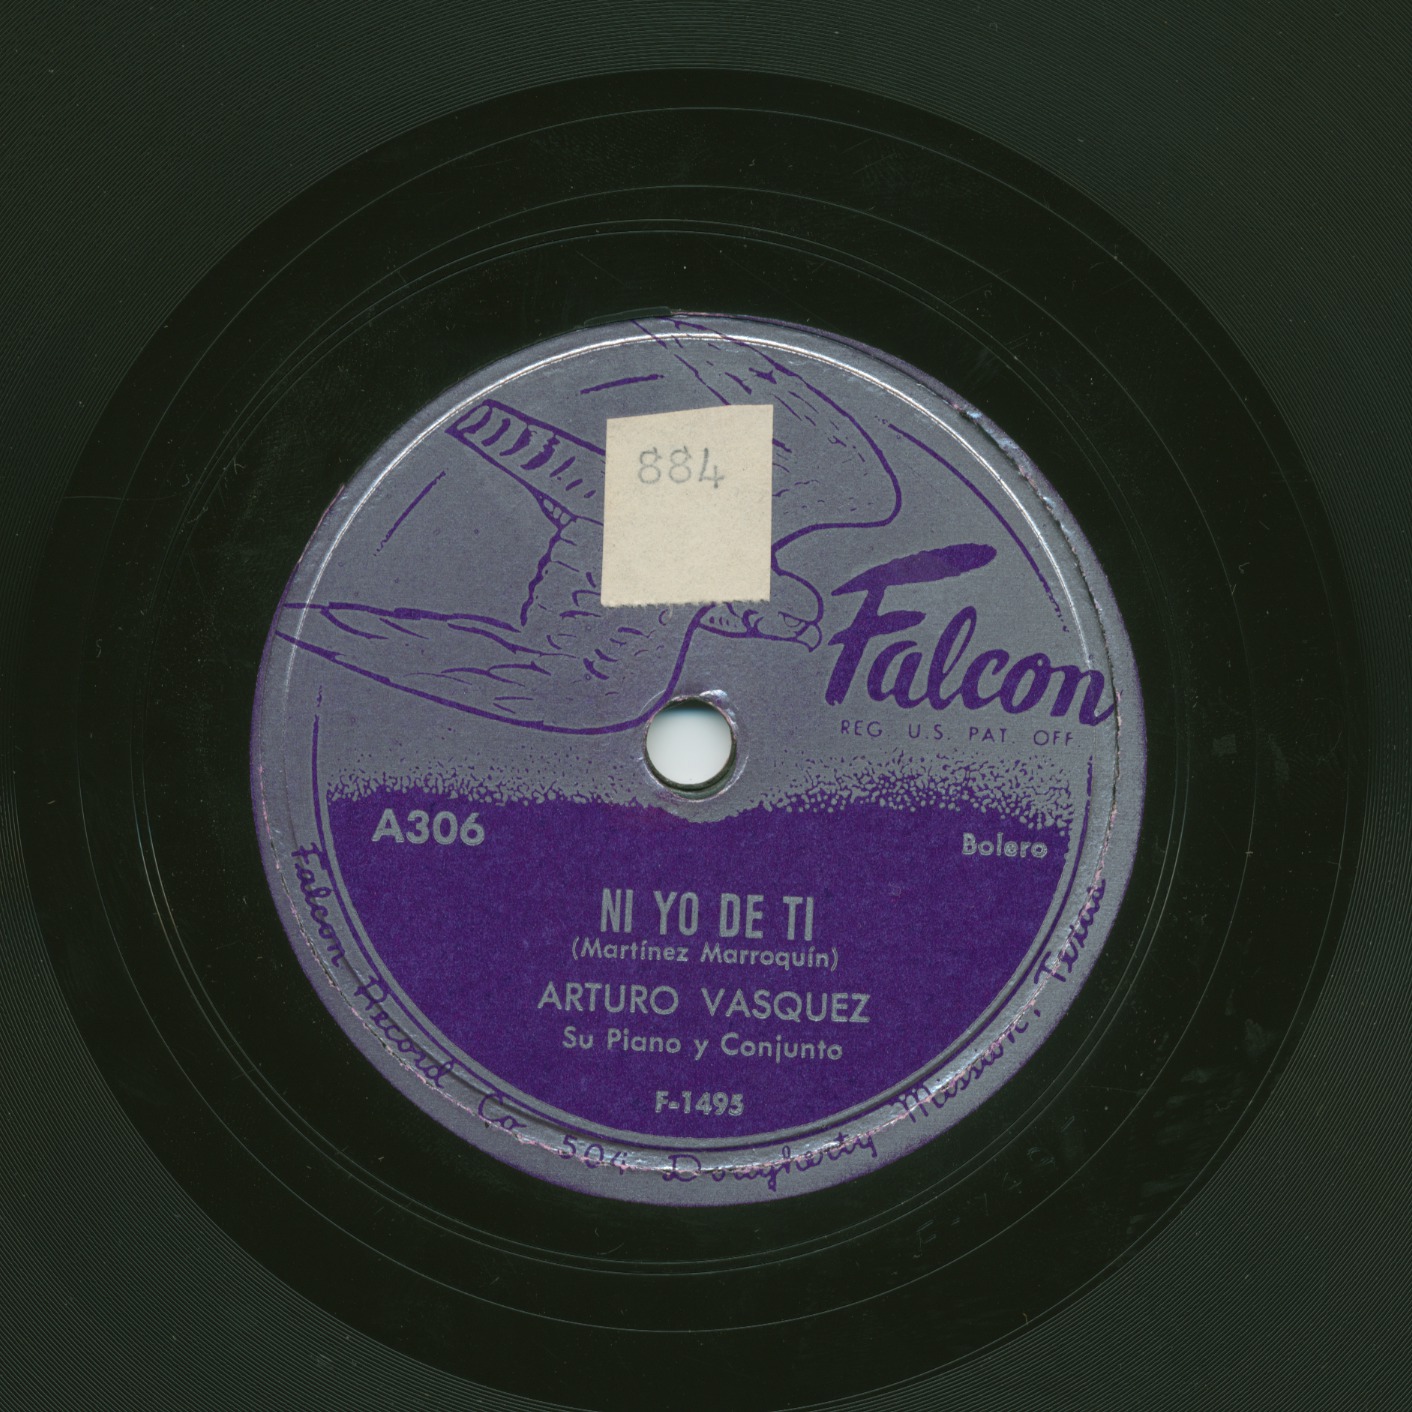 884
Falcon
REG. U.S. PAT. OFF
A306
Bolero
NI YO DE TI
(Martínez Marroquín)
ARTURO VASQUEZ
Su Piano y Conjunto
F-1495
Falcon Record Co 504 Dougherty Mission, Texas